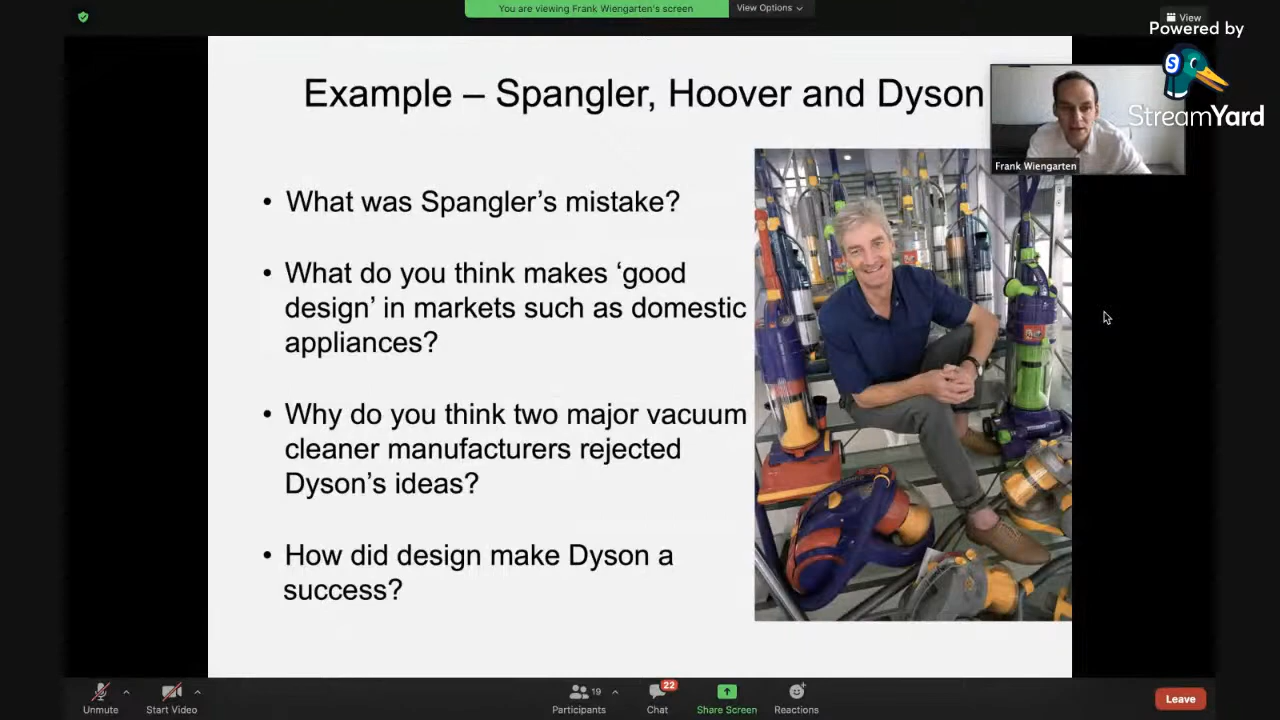 You are viewing Frank Wiengarten's screen
View Options
View
Powered by
StreamYard
Example – Spangler, Hoover and Dyson
Frank Wiengarten
• What was Spangler’s mistake?
• What do you think makes ‘good
design’ in markets such as domestic
appliances?
• Why do you think two major vacuum
cleaner manufacturers rejected
Dyson’s ideas?
• How did design make Dyson a
success?
Unmute
Start Video
19
Participants
22
Chat
Share Screen
Reactions
Leave